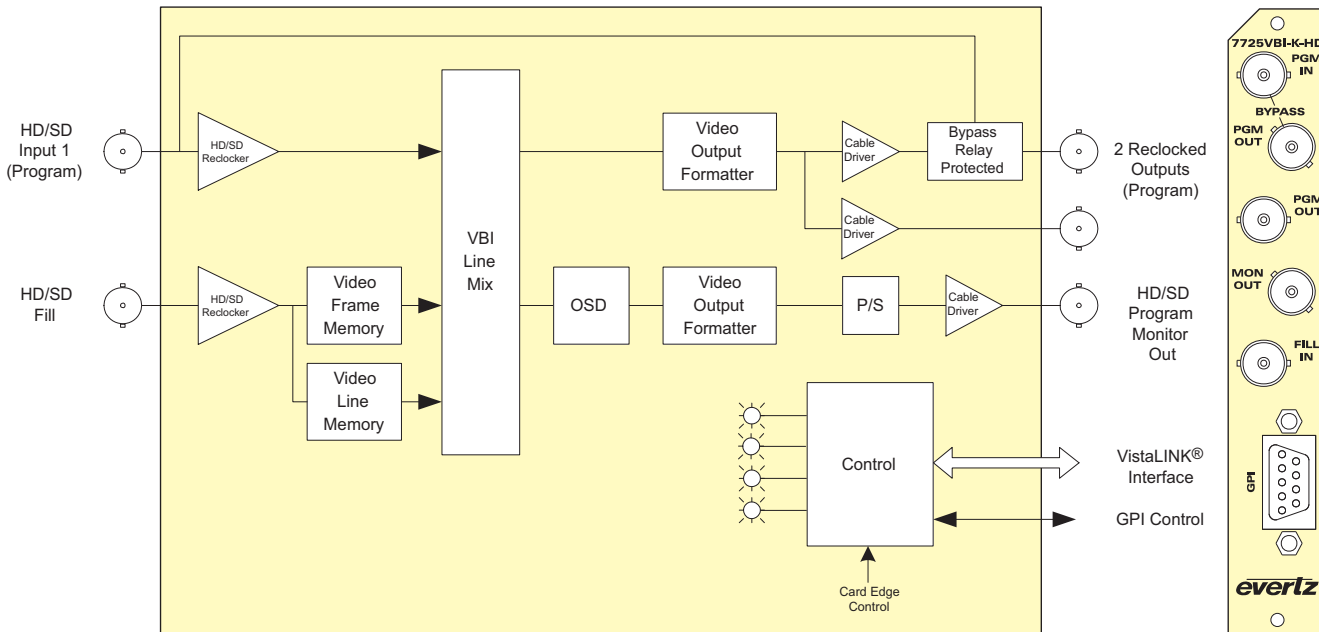 HD/SD
Input 1
(Program)
HD/SD
Reclocker
VBI
Line
Mix
Video
Output
Formatter
Cable
Driver
Bypass
Relay
Protected
2 Reclocked
Outputs
(Program)
Cable
Driver
HD/SD
Fill
HD/SD
Reclocker
Video
Frame
Memory
Video
Line
Memory
OSD
Video
Output
Formatter
P/S
Cable
Driver
HD/SD
Program
Monitor
Out
Control
VistaLINK®
Interface
GPI Control
Card Edge
Control
7725VBI-K-HD
PGM
IN
BYPASS
PGM
OUT
PGM
OUT
MON
OUT
FILL
IN
GPI
evertz